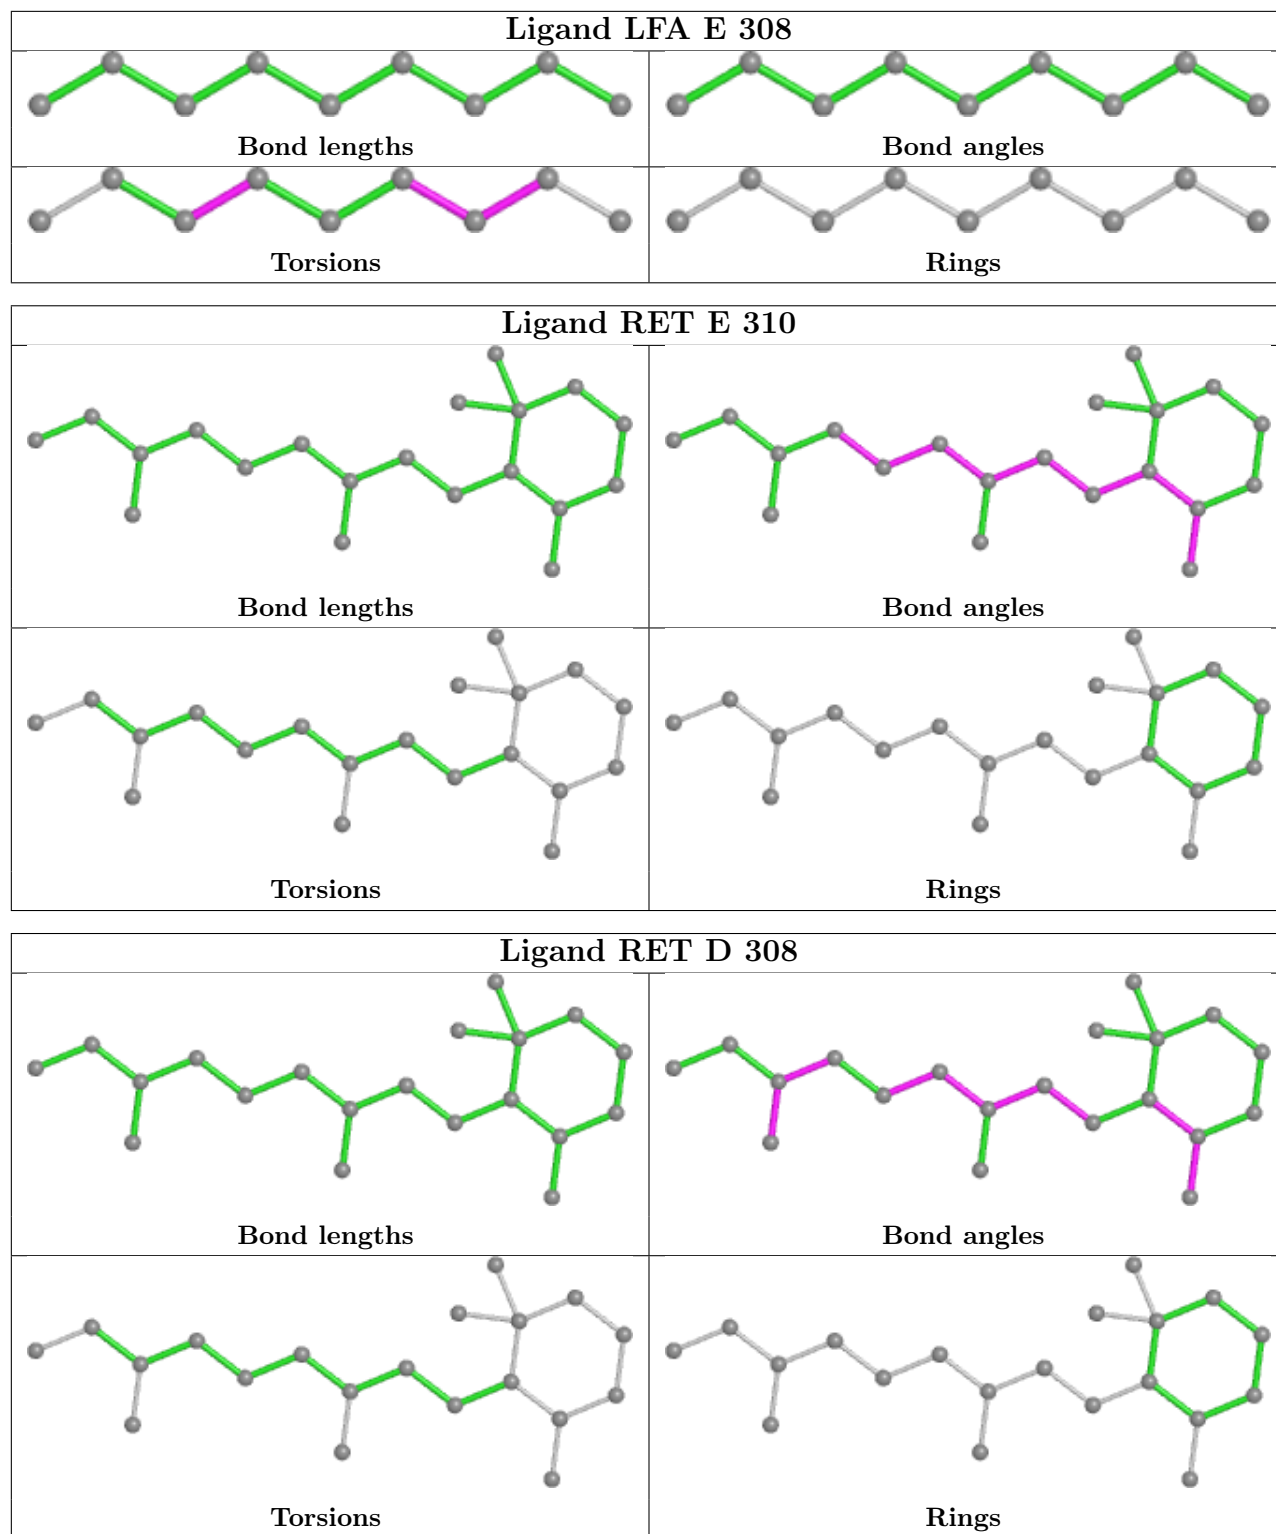 Ligand LFA E 308
Bond lengths
Bond angles
Torsions
Rings
Ligand RET E 310
Bond lengths
Bond angles
Torsions
Rings
Ligand RET D 308
Bond lengths
Bond angles
Torsions
Rings